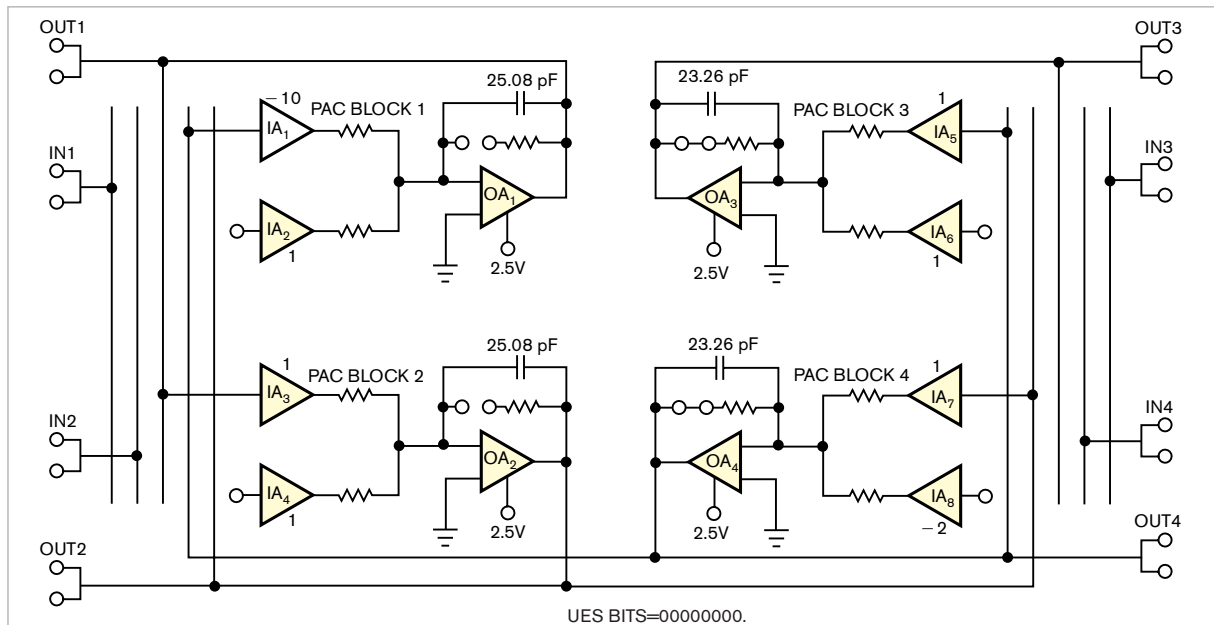 OUT1
OUT3
25.08 pF
23.26 pF
−10
PAC BLOCK 1
PAC BLOCK 3
1
IA1
IA5
IN1
IN3
OA1
OA3
IA2
IA6
1
2.5V
2.5V
1
25.08 pF
23.26 pF
1
PAC BLOCK 2
PAC BLOCK 4
1
IA3
IA7
IN2
IN4
OA2
OA4
IA4
IA8
1
2.5V
2.5V
−2
OUT2
OUT4
UES BITS=00000000.